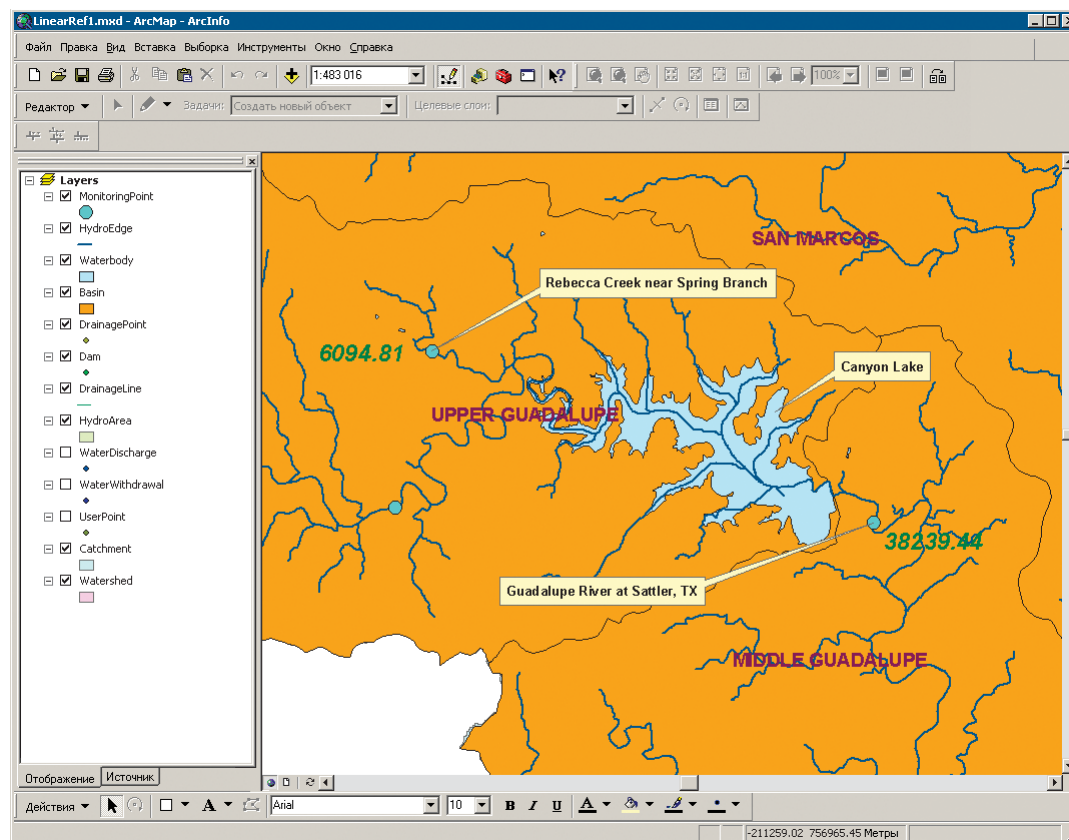 LinearRef1.mxd - ArcMap - ArcInfo
Файл Правка Вид Вставка Выборка Инструменты Окно Справка
1:483 016
100%
Редактор Задачи: Создать новый объект Целевые слои:
Layers
MonitoringPoint
HydroEdge
Waterbody
Basin
DrainagePoint
Dam
DrainageLine
HydroArea
WaterDischarge
WaterWithdrawal
UserPoint
Catchment
Watershed
SAN MARCOS
Rebecca Creek near Spring Branch
6094.81
Canyon Lake
UPPER GUADALUPE
38239.44
Guadalupe River at Sattler, TX
MIDDLE GUADALUPE
Отображение Источник
Действия A Arial 10 B I U A
-211259.02 756965.45 Метры